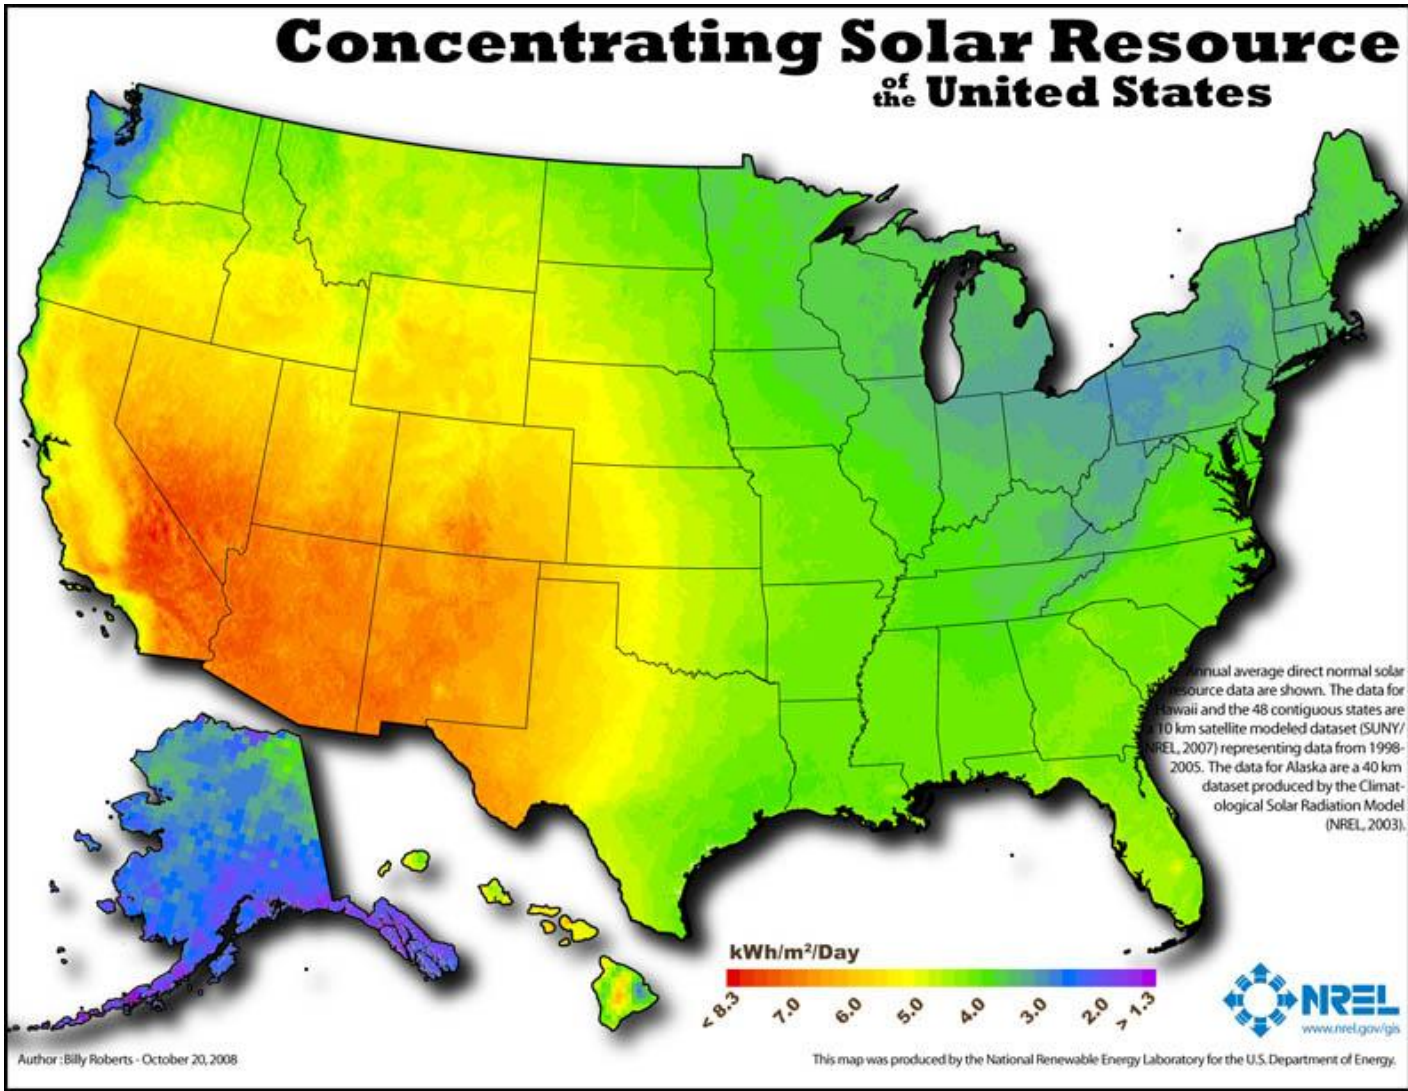 Concentrating Solar Resource
of the United States
Annual average direct normal solar
resource data are shown. The data for
Hawaii and the 48 contiguous states are
a 10 km satellite modeled dataset (SUNY/
NREL, 2007) representing data from 1998-
2005. The data for Alaska are a 40 km
dataset produced by the Climat-
ological Solar Radiation Model
(NREL, 2003).
kWh/m²/Day
< 8.3 7.0 6.0 5.0 4.0 3.0 2.0 > 1.3
NREL
www.nrel.gov/gis
Author : Billy Roberts - October 20, 2008
This map was produced by the National Renewable Energy Laboratory for the U.S. Department of Energy.